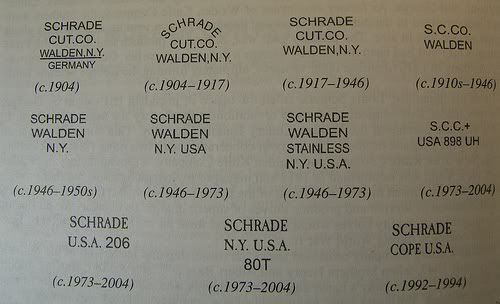 SCHRADE
CUT.CO.
WALDEN,N.Y.
GERMANY
(c.1904)
SCHRADE
CUT.CO.
WALDEN,N.Y.
(c.1904–1917)
SCHRADE
CUT.CO.
WALDEN,N.Y.
(c.1917–1946)
S.C.CO.
WALDEN
(c.1910s–1946)
SCHRADE
WALDEN
N.Y.
(c.1946–1950s)
SCHRADE
WALDEN
N.Y. USA
(c.1946–1973)
SCHRADE
WALDEN
STAINLESS
N.Y. U.S.A.
(c.1946–1973)
S.C.C.+
USA 898 UH
(c.1973–2004)
SCHRADE
U.S.A. 206
(c.1973–2004)
SCHRADE
N.Y. U.S.A.
80T
(c.1973–2004)
SCHRADE
COPE U.S.A.
(c.1992–1994)